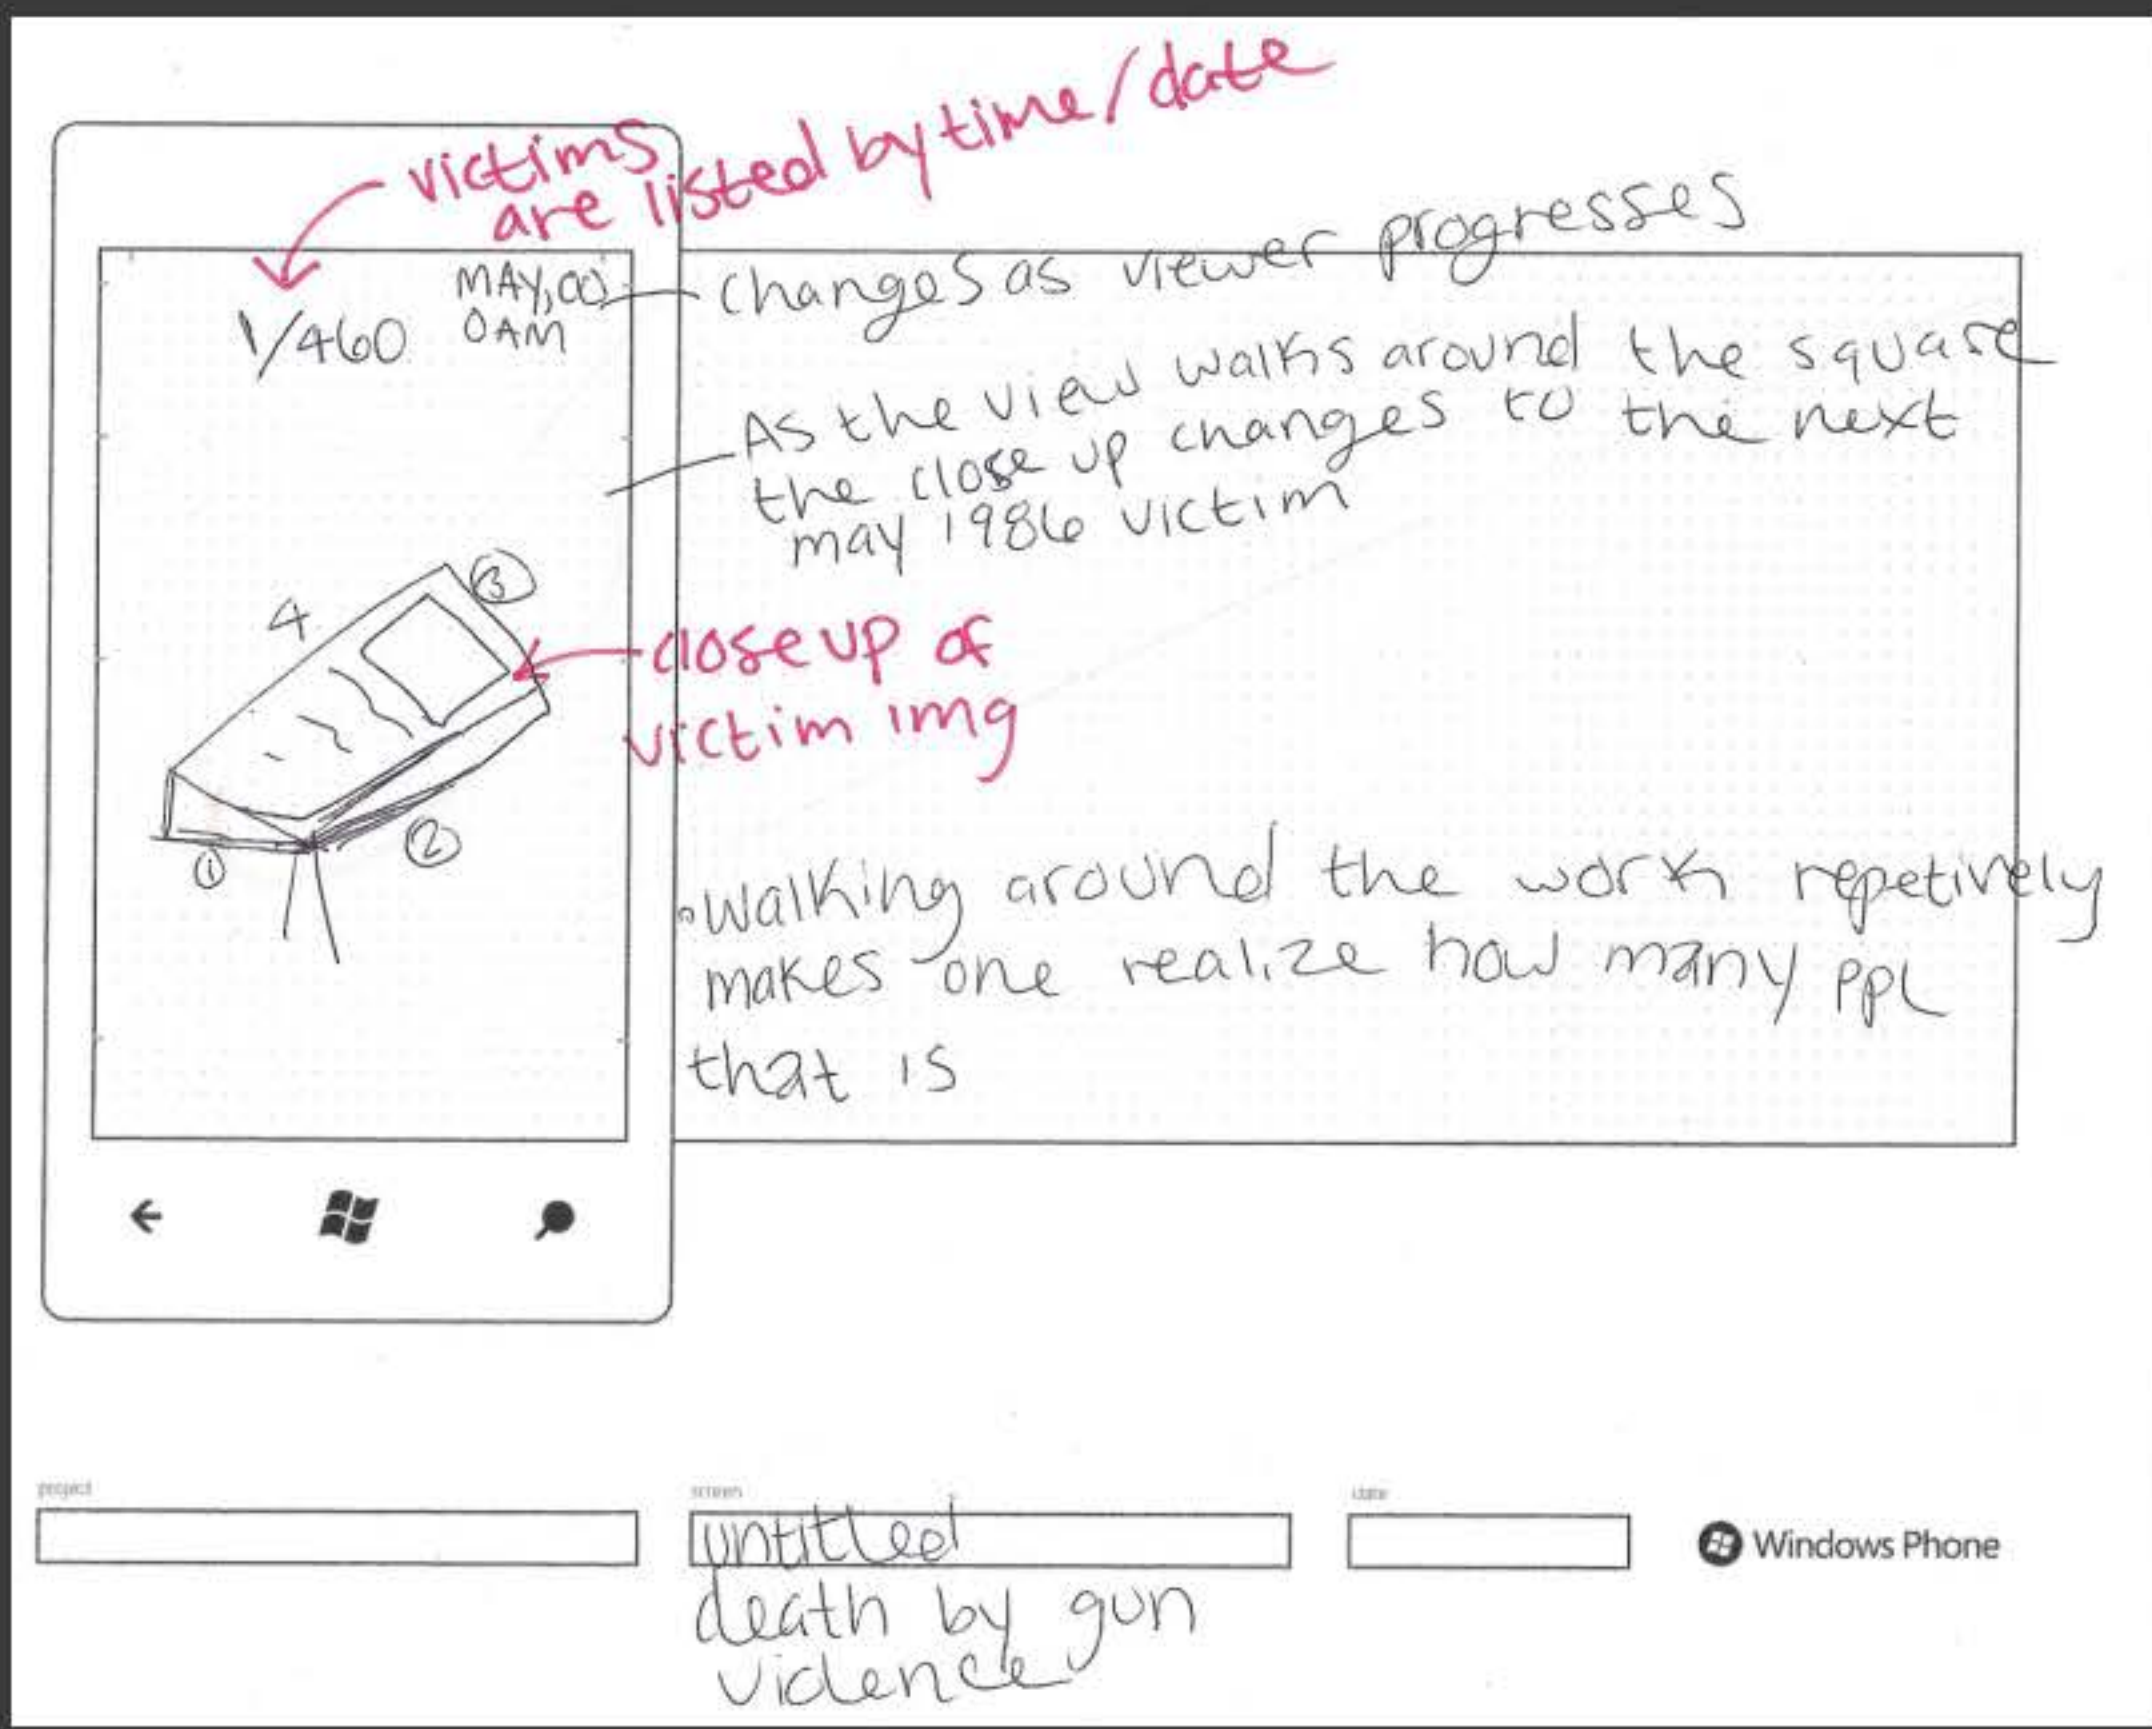 victims
are listed by time/date
1/460
MAY,00
0AM
changes as viewer progresses
As the view walks around the square
the close up changes to the next
may 1986 victim
4
3
close up of
victim img
1
2
walking around the work repetively
makes one realize how many ppl
that is
project
screen
date
untitled
death by gun
violence
Windows Phone